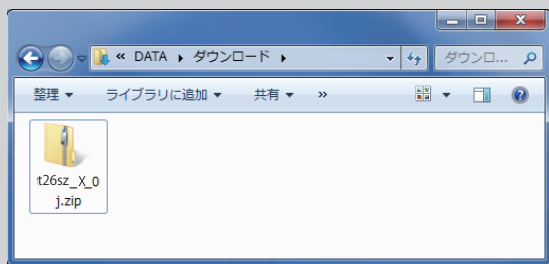 « DATA ▸ ダウンロード ▸
ダウンロ...
整理 ▼ ライブラリに追加 ▼ 共有 ▼ »
t26sz_X_0
j.zip